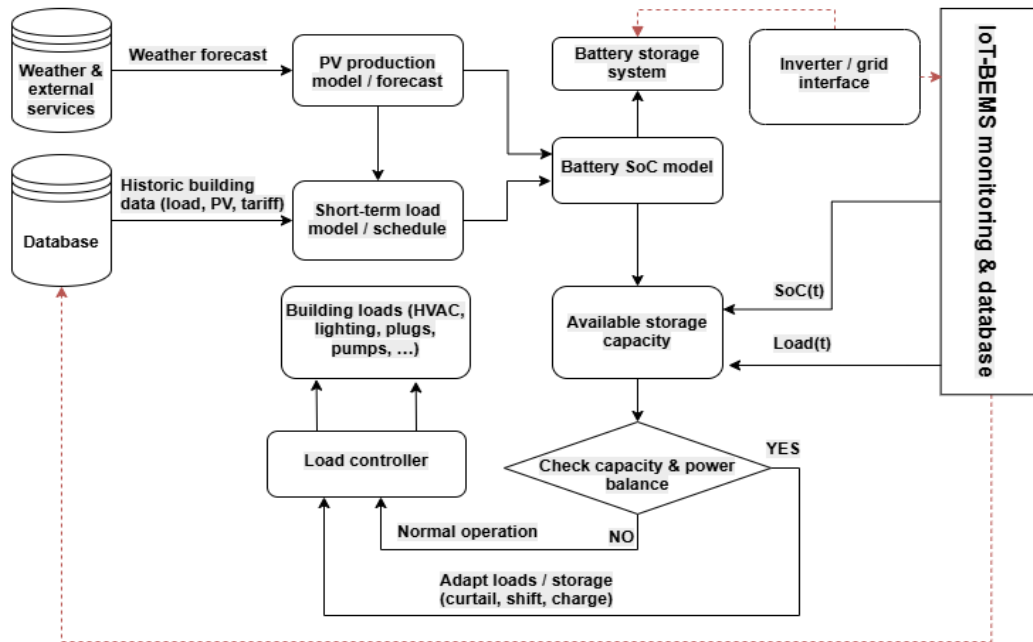 Weather &
external
services
Weather forecast
PV production
model / forecast
Battery storage
system
Inverter / grid
interface
IoT-BEMS monitoring & database
Battery SoC model
Historic building
data (load, PV, tariff)
Database
Short-term load
model / schedule
SoC(t)
Building loads (HVAC,
lighting, plugs,
pumps, ...)
Available storage
capacity
Load(t)
Load controller
Check capacity & power
balance
YES
Normal operation
NO
Adapt loads / storage
(curtail, shift, charge)